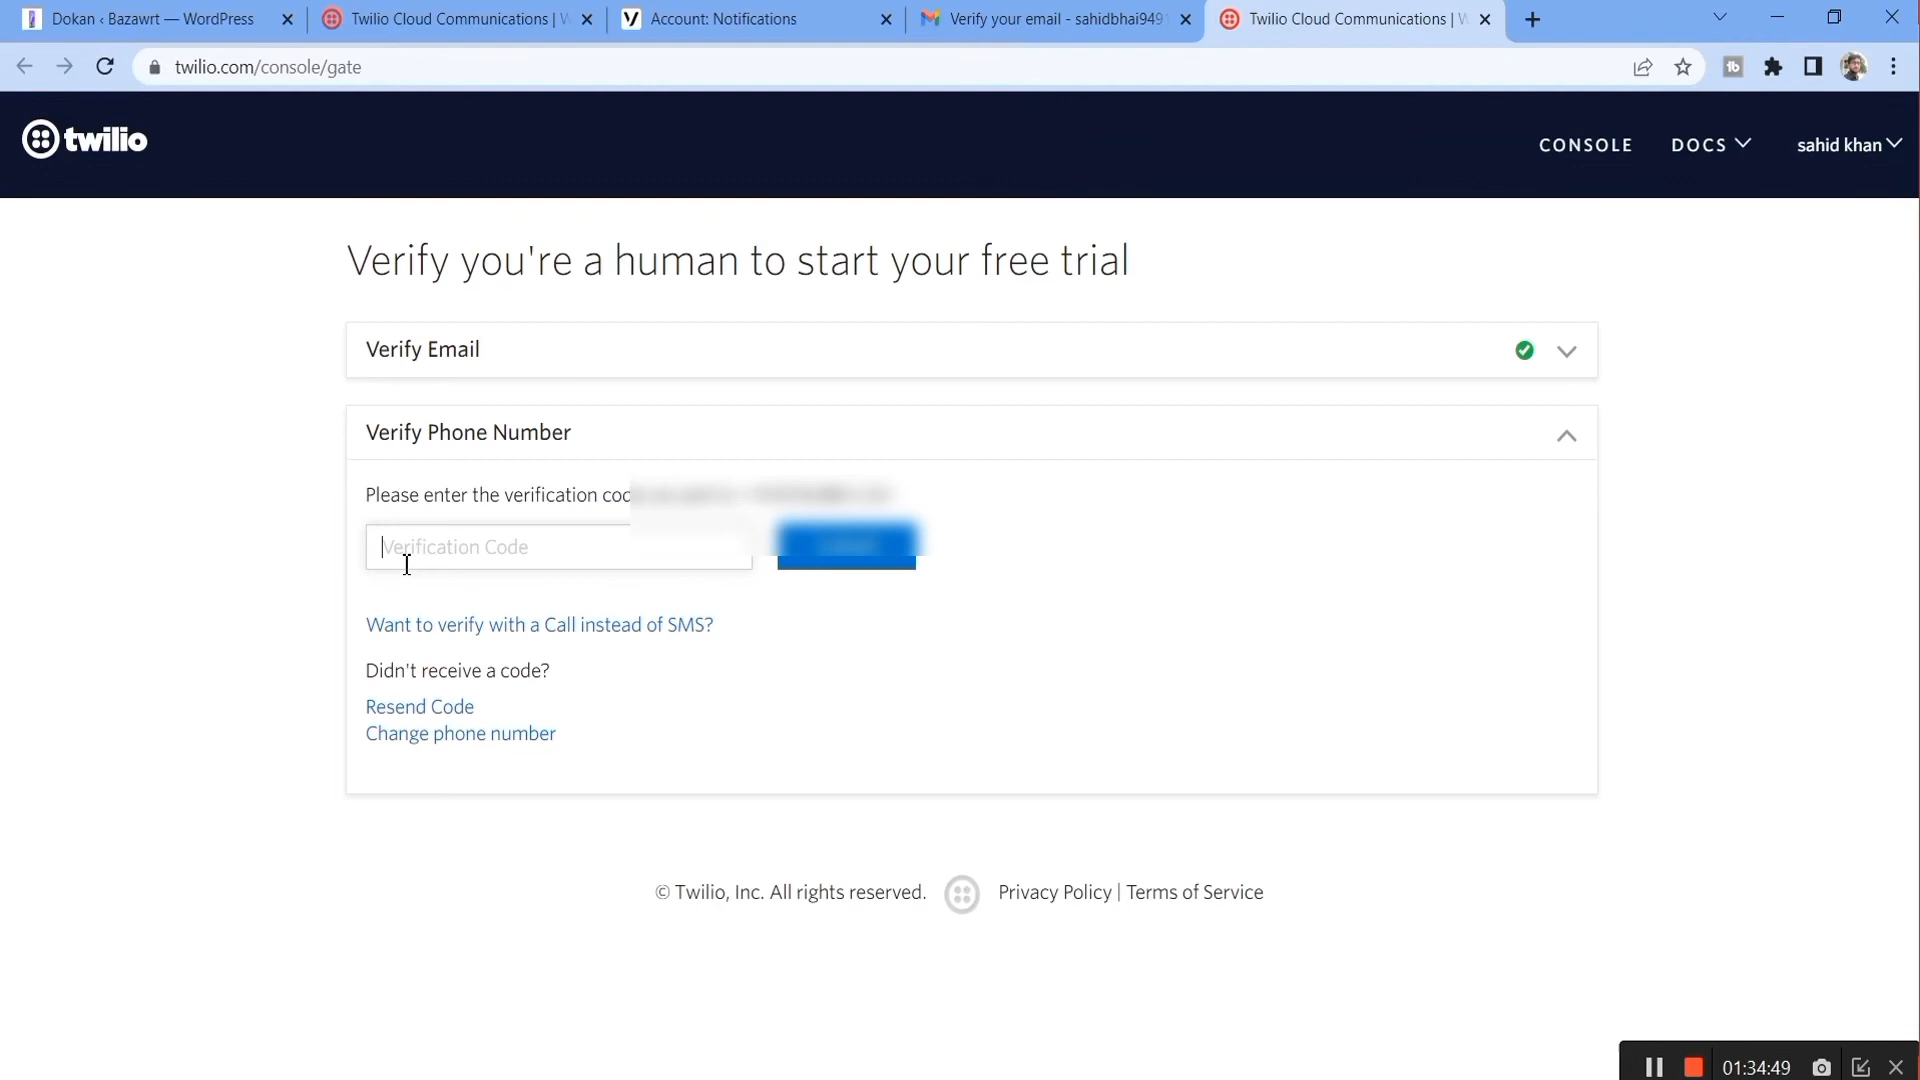 Dokan ‹ Bazawrt — WordPress
Twilio Cloud Communications | W
Account: Notifications
Verify your email - sahidbhai9491
Twilio Cloud Communications | W
twilio.com/console/gate
twilio
CONSOLE
DOCS
sahid khan
Verify you're a human to start your free trial
Verify Email
Verify Phone Number
Please enter the verification
Verification Code
Want to verify with a Call instead of SMS?
Didn't receive a code?
Resend Code
Change phone number
© Twilio, Inc. All rights reserved.
Privacy Policy | Terms of Service
01:34:49